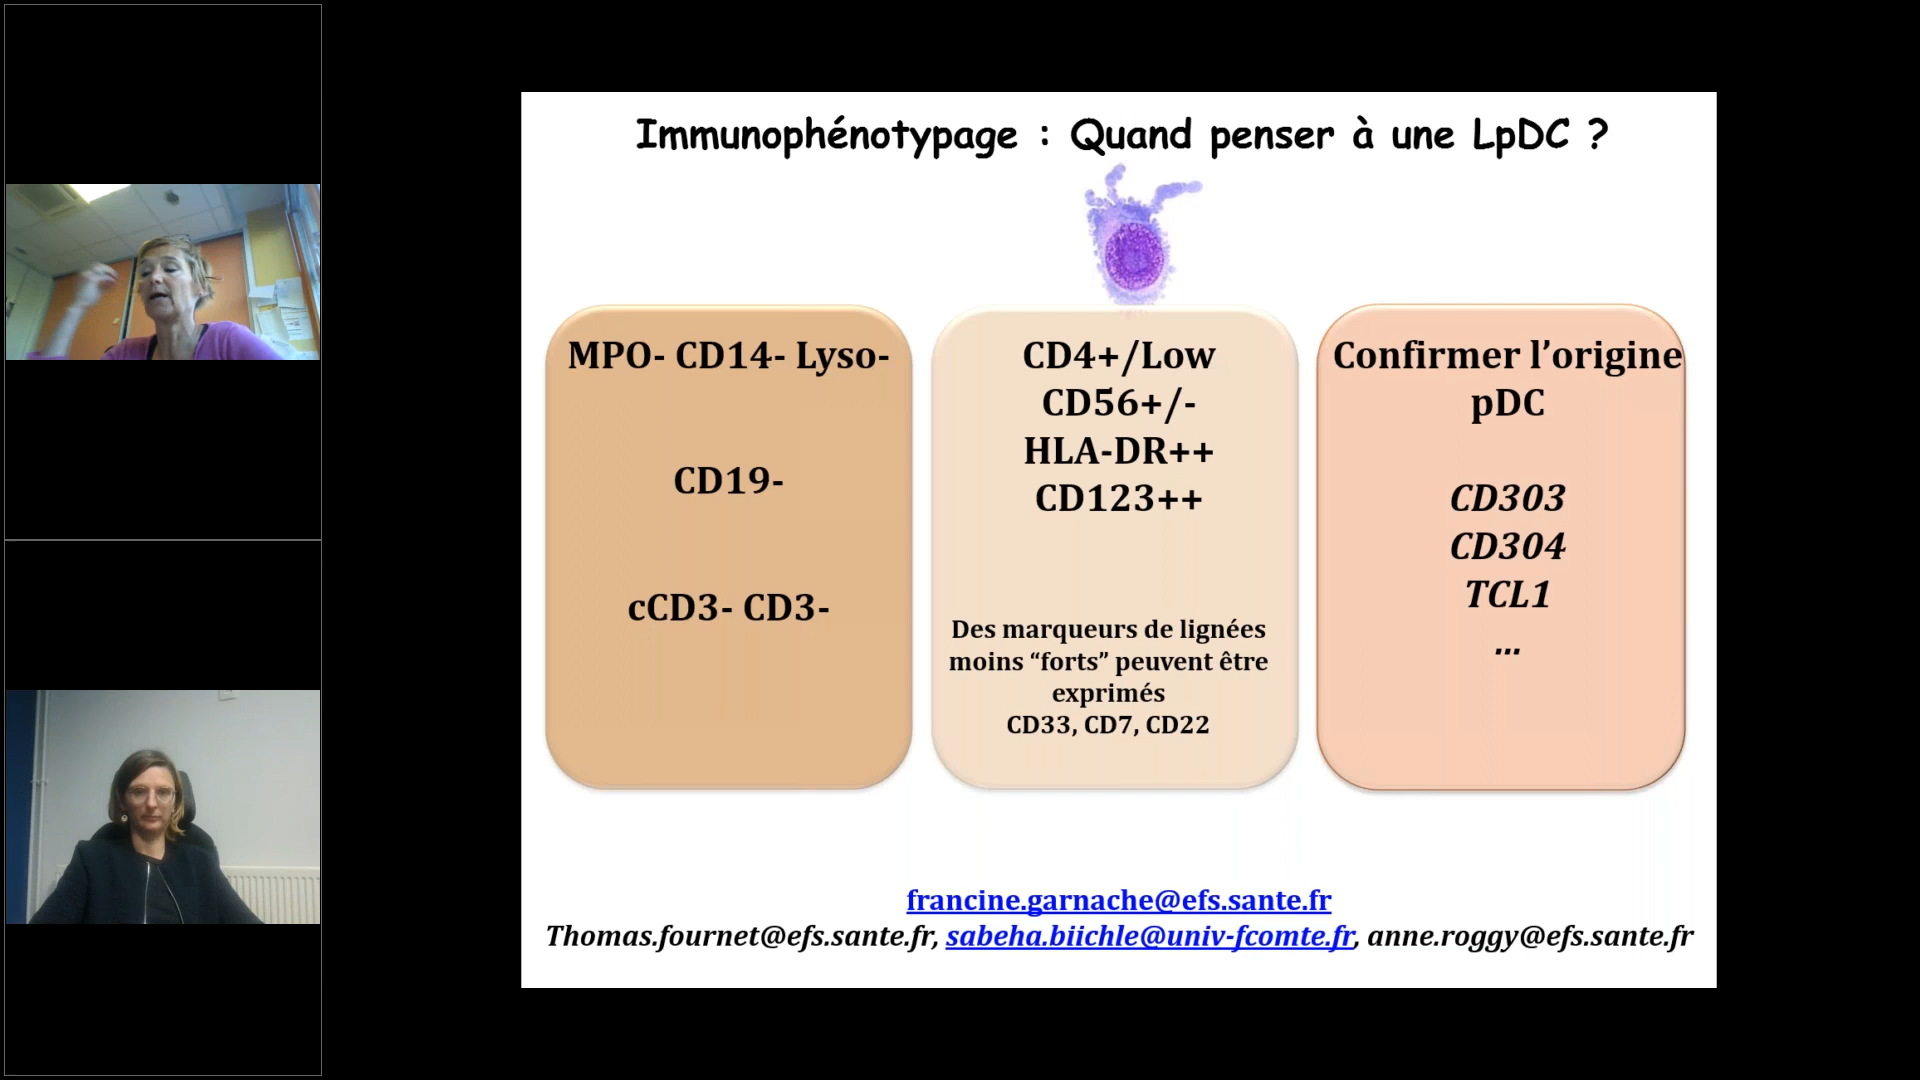 Immunophénotypage : Quand penser à une LpDC ?
MPO- CD14- Lyso-
CD19-
cCD3- CD3-
CD4+/Low
CD56+/-
HLA-DR++
CD123++
Des marqueurs de lignées
moins “forts” peuvent être
exprimés
CD33, CD7, CD22
Confirmer l’origine
pDC
CD303
CD304
TCL1
...
francine.garnache@efs.sante.fr
Thomas.fournet@efs.sante.fr, sabeha.biichle@univ-fcomte.fr, anne.roggy@efs.sante.fr